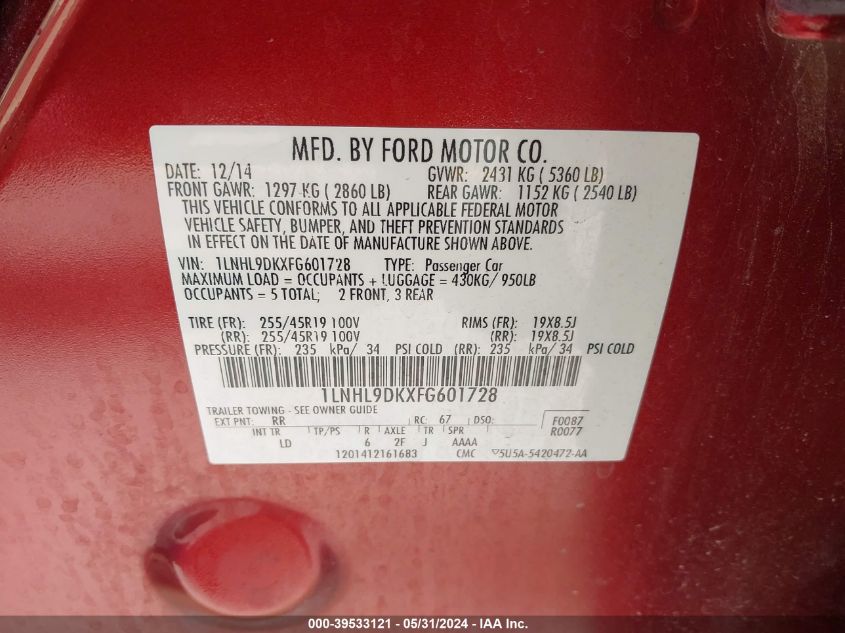 MFD. BY FORD MOTOR CO.
DATE: 12/14 GVWR: 2431 KG ( 5360 LB)
FRONT GAWR: 1297 KG ( 2860 LB) REAR GAWR: 1152 KG ( 2540 LB)
THIS VEHICLE CONFORMS TO ALL APPLICABLE FEDERAL MOTOR
VEHICLE SAFETY, BUMPER, AND THEFT PREVENTION STANDARDS
IN EFFECT ON THE DATE OF MANUFACTURE SHOWN ABOVE.
VIN: 1LNHL9DKXFG601728 TYPE: Passenger Car
MAXIMUM LOAD = OCCUPANTS + LUGGAGE = 430KG/ 950LB
OCCUPANTS = 5 TOTAL; 2 FRONT, 3 REAR
TIRE (FR): 255/45R19 100V RIMS (FR): 19X8.5J
(RR): 255/45R19 100V (RR): 19X8.5J
PRESSURE (FR): 235 kPa/ 34 PSI COLD (RR): 235 kPa/ 34 PSI COLD
1LNHL9DKXFG601728
TRAILER TOWING - SEE OWNER GUIDE
EXT PNT: RR RC: 67 DSO: F0087
INT TR TP/PS R AXLE TR SPR R0077
LD 6 2F J AAAA
1201412161683 CMC 5U5A-5420472-AA
000-39533121 - 05/31/2024 - IAA Inc.